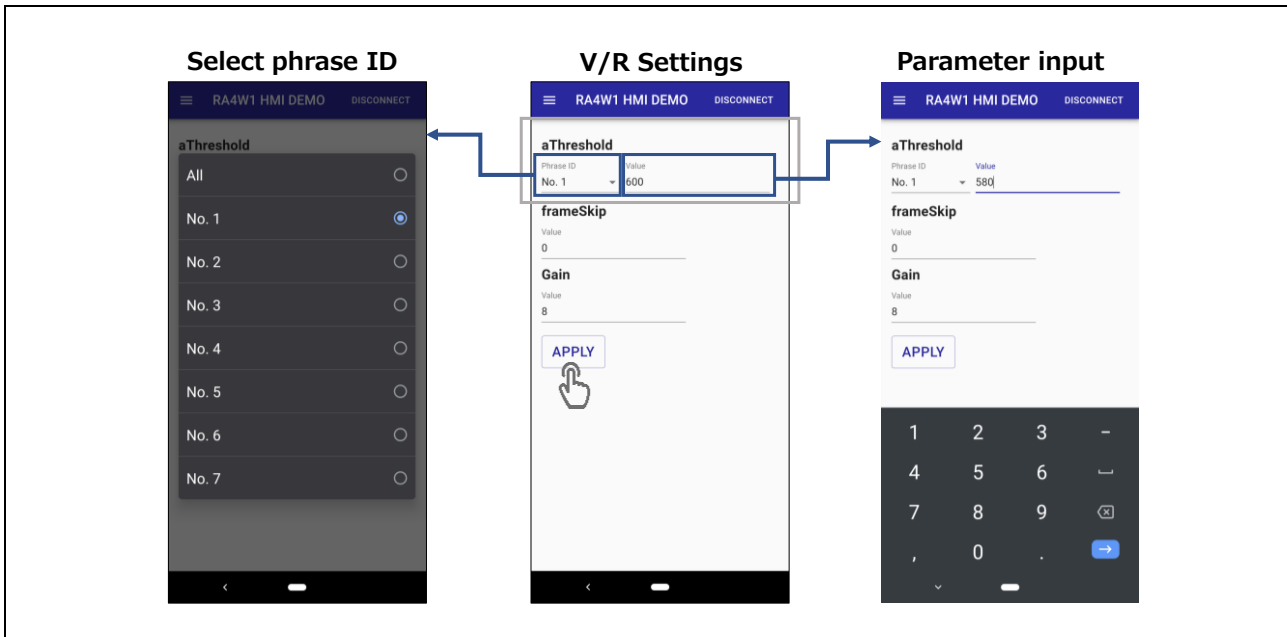 Select phrase ID
RA4W1 HMI DEMO DISCONNECT
aThreshold
All
No. 1
No. 2
No. 3
No. 4
No. 5
No. 6
No. 7
V/R Settings
RA4W1 HMI DEMO DISCONNECT
aThreshold
Phrase ID Value
No. 1 600
frameSkip
Value
0
Gain
Value
8
APPLY
Parameter input
RA4W1 HMI DEMO DISCONNECT
aThreshold
Phrase ID Value
No. 1 580
frameSkip
Value
0
Gain
Value
8
APPLY
1 2 3 -
4 5 6
7 8 9
, 0 .